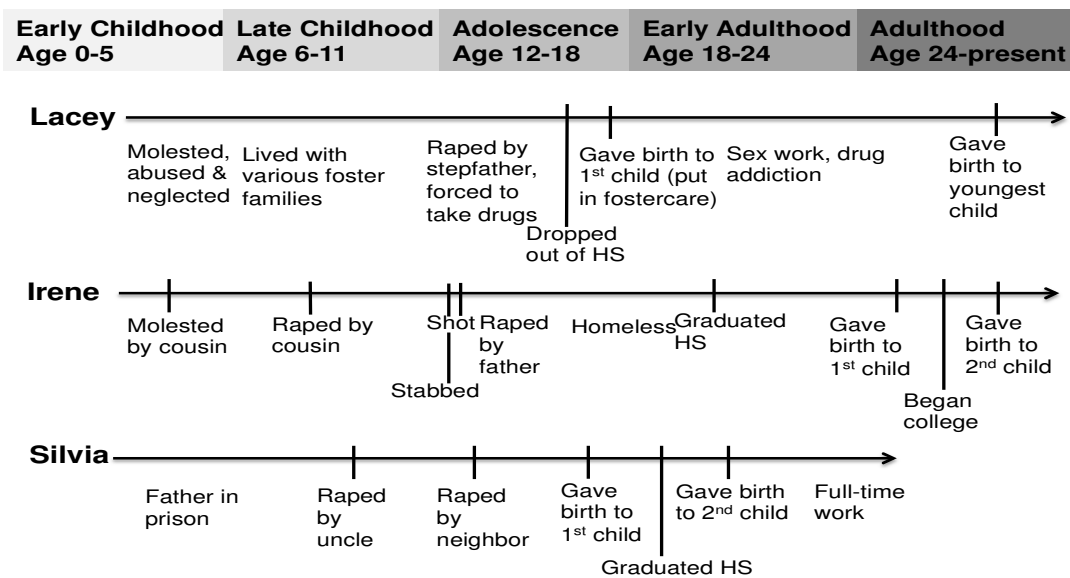 Early Childhood
Age 0-5
Late Childhood
Age 6-11
Adolescence
Age 12-18
Early Adulthood
Age 18-24
Adulthood
Age 24-present
Lacey
Molested,
abused &
neglected
Lived with
various foster
families
Raped by
stepfather,
forced to
take drugs
Dropped
out of HS
Gave birth to
1st child (put
in fostercare)
Sex work, drug
addiction
Gave
birth to
youngest
child
Irene
Molested
by cousin
Raped by
cousin
Stabbed
Shot
Raped
by
father
Homeless
Graduated
HS
Gave
birth to
1st child
Began
college
Gave
birth to
2nd child
Silvia
Father in
prison
Raped
by
uncle
Raped
by
neighbor
Gave
birth to
1st child
Graduated HS
Gave birth
to 2nd child
Full-time
work